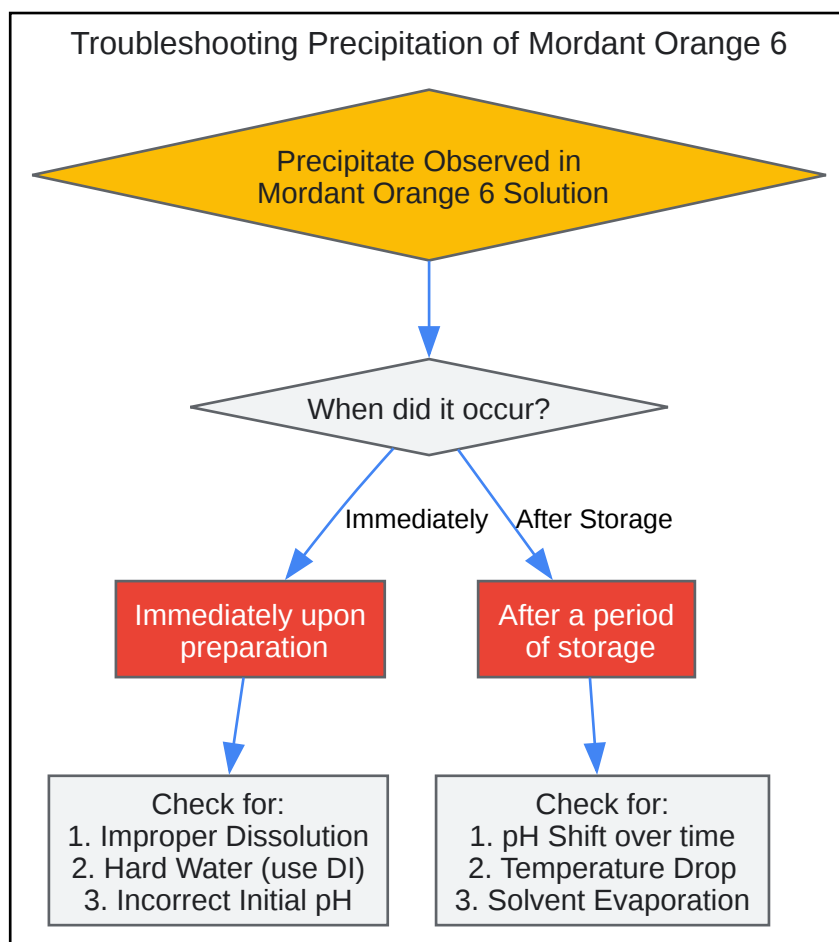 Troubleshooting Precipitation of Mordant Orange 6
Precipitate Observed in
Mordant Orange 6 Solution
When did it occur?
Immediately
After Storage
Immediately upon
preparation
After a period
of storage
Check for:
1. Improper Dissolution
2. Hard Water (use DI)
3. Incorrect Initial pH
Check for:
1. pH Shift over time
2. Temperature Drop
3. Solvent Evaporation